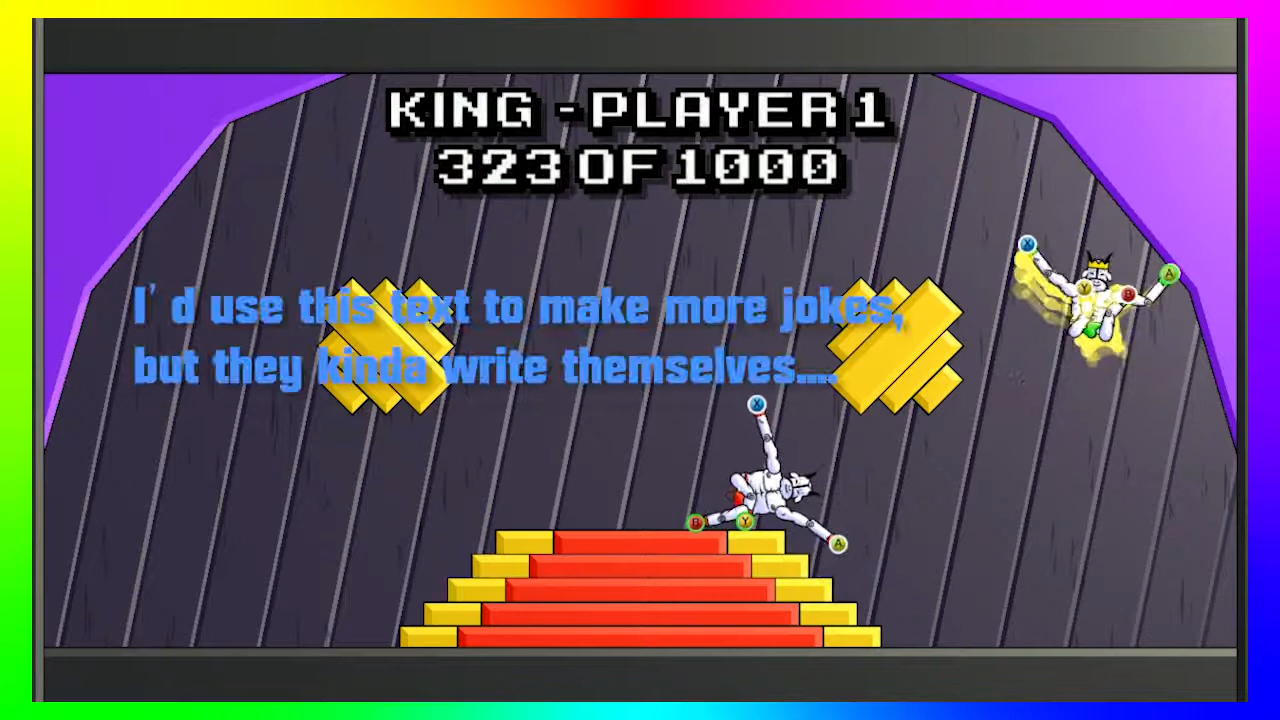 KING - PLAYER 1
323 OF 1000
I'd use this text to make more jokes,
but they kinda write themselves....
X
A
Y
B
X
B
Y
A